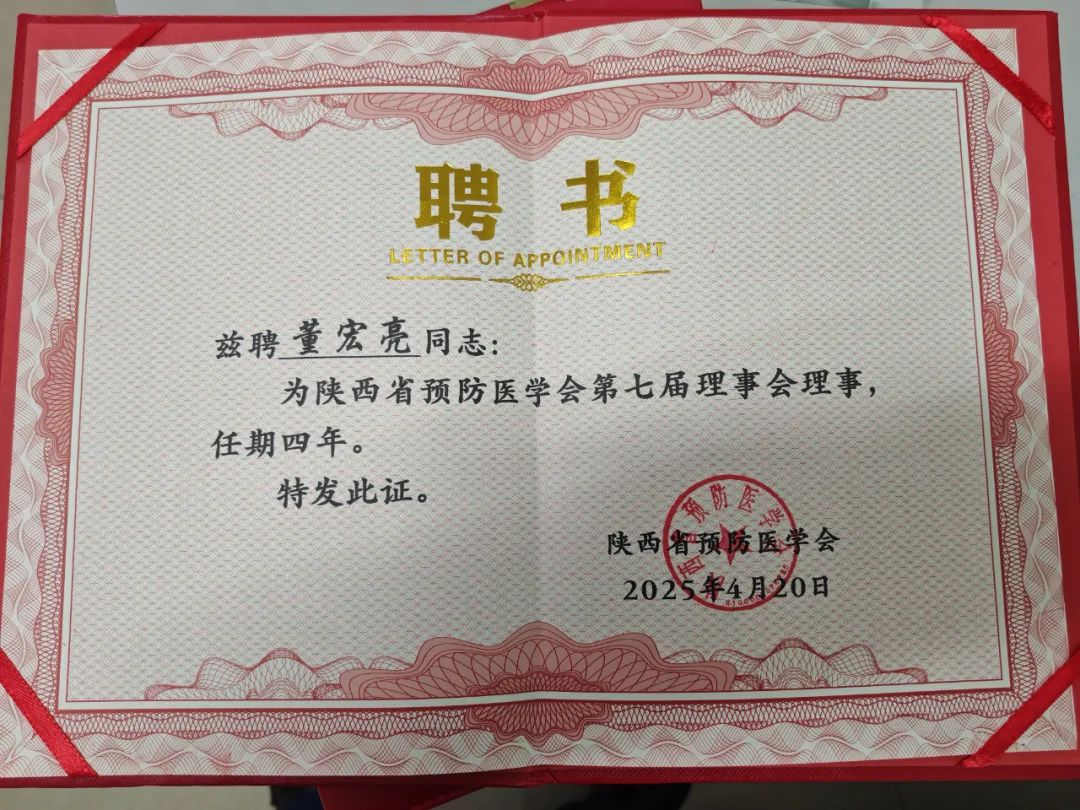 聘 书
LETTER OF APPOINTMENT
兹聘 董宏亮 同志:
为陕西省预防医学会第七届理事会理事,
任期四年。
特发此证。
陕西省预防医学会
2025年4月20日